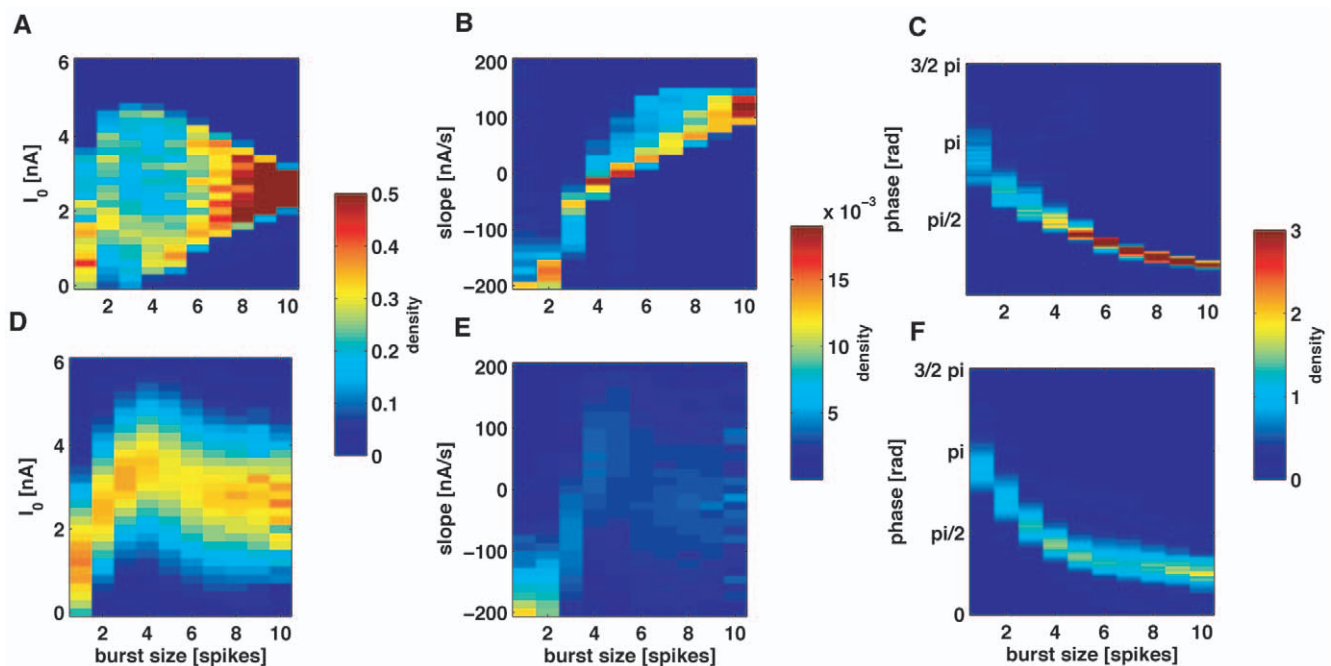 A
B
C
6
4
2
0
I0 [nA]
2 4 6 8 10
0.5
0.4
0.3
0.2
0.1
0
density
200
100
0
−100
−200
slope [nA/s]
2 4 6 8 10
x 10−3
15
10
5
density
3/2 pi
pi
pi/2
phase [rad]
2 4 6 8 10
3
2
1
0
density
D
E
F
6
4
2
0
I0 [nA]
2 4 6 8 10
burst size [spikes]
200
100
0
−100
−200
slope [nA/s]
2 4 6 8 10
burst size [spikes]
3/2 pi
pi
pi/2
0
phase [rad]
2 4 6 8 10
burst size [spikes]